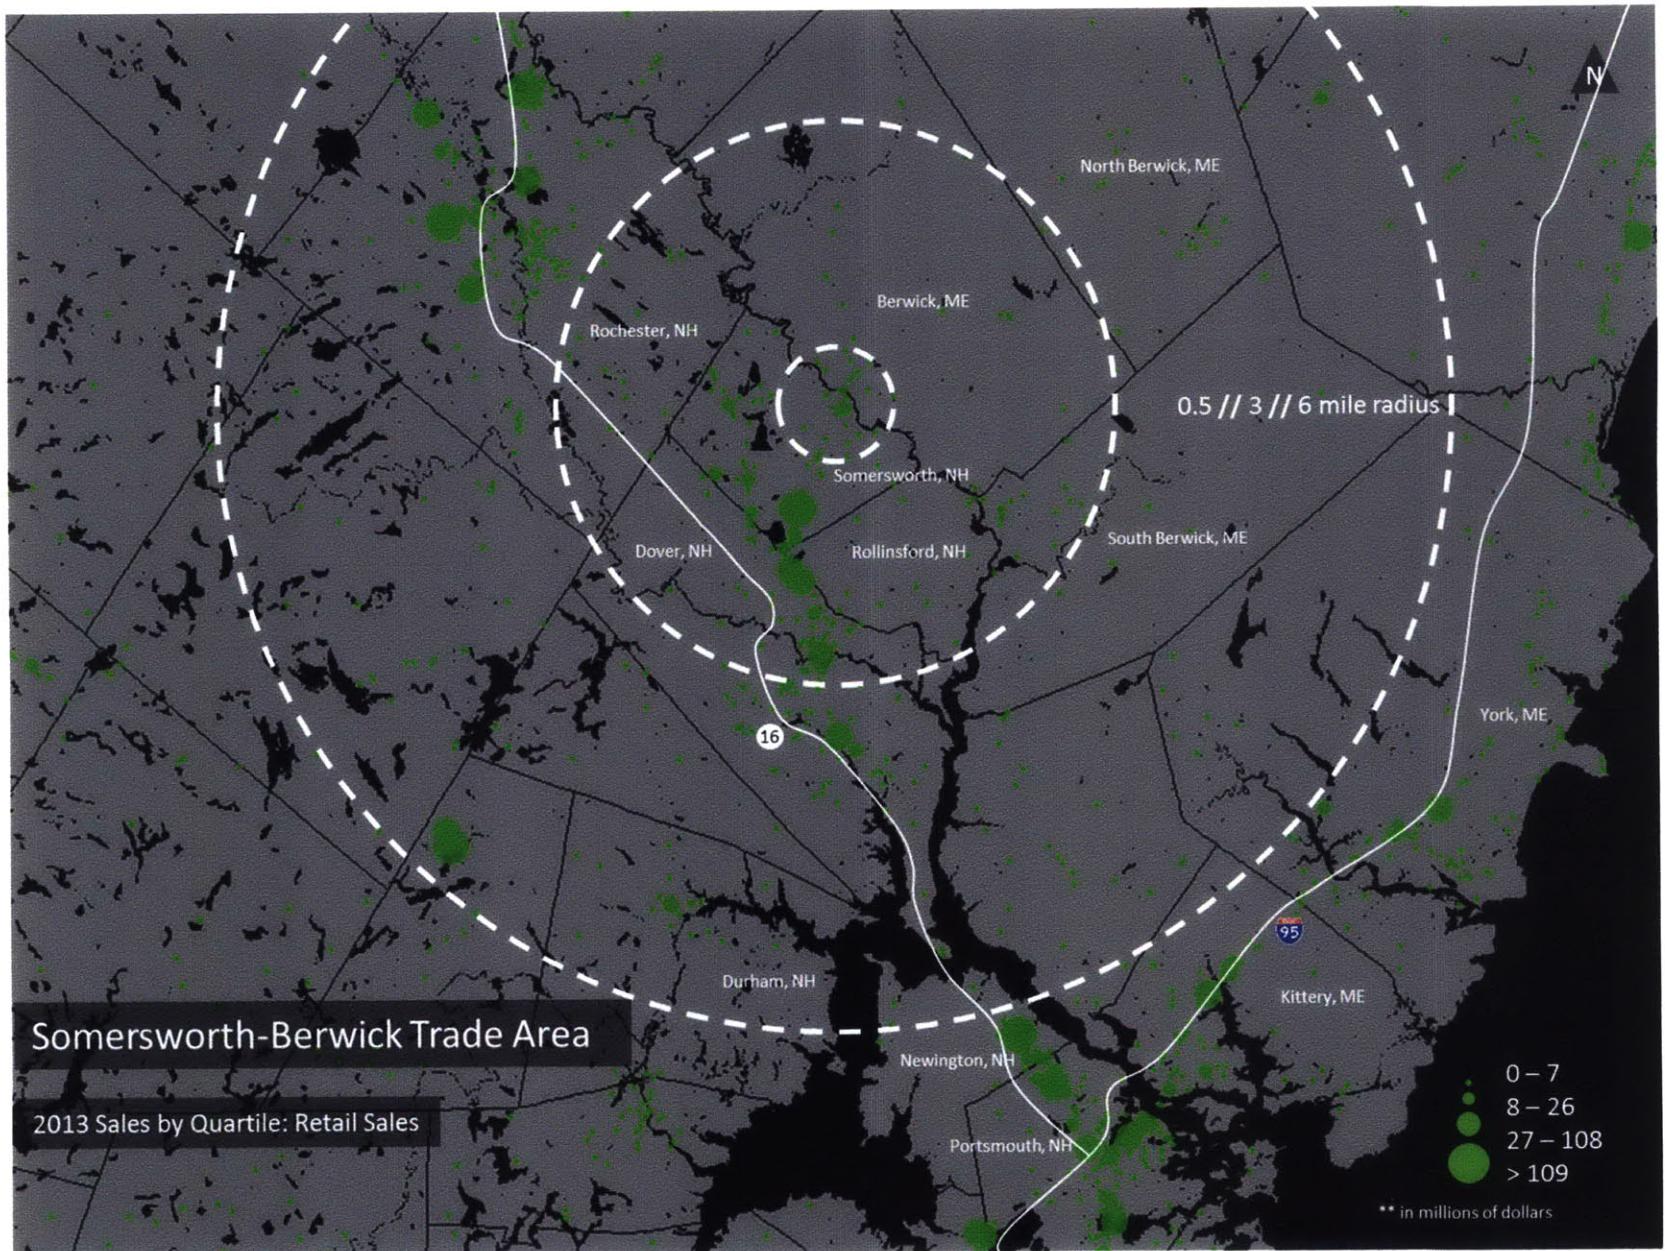 N
North Berwick, ME
Berwick, ME
Rochester, NH
0.5 // 3 // 6 mile radius
Somersworth, NH
South Berwick, ME
Dover, NH
Rollinsford, NH
York, ME
16
95
Durham, NH
Kittery, ME
Somersworth-Berwick Trade Area
Newington, NH
2013 Sales by Quartile: Retail Sales
Portsmouth, NH
0 – 7
8 – 26
27 – 108
> 109
** in millions of dollars